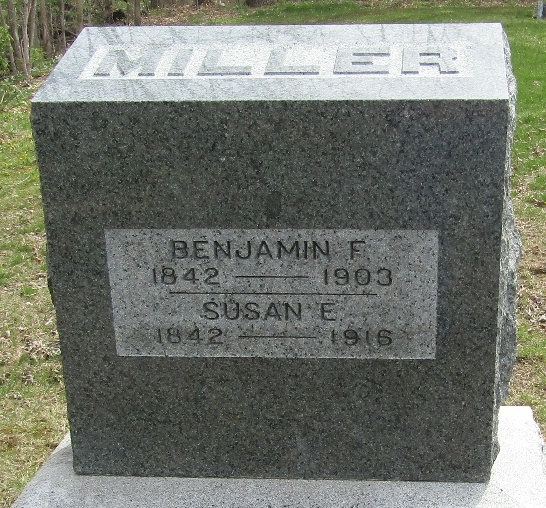 MILLER
BENJAMIN F.
1842 — 1903
SUSAN E.
1842 — 1916